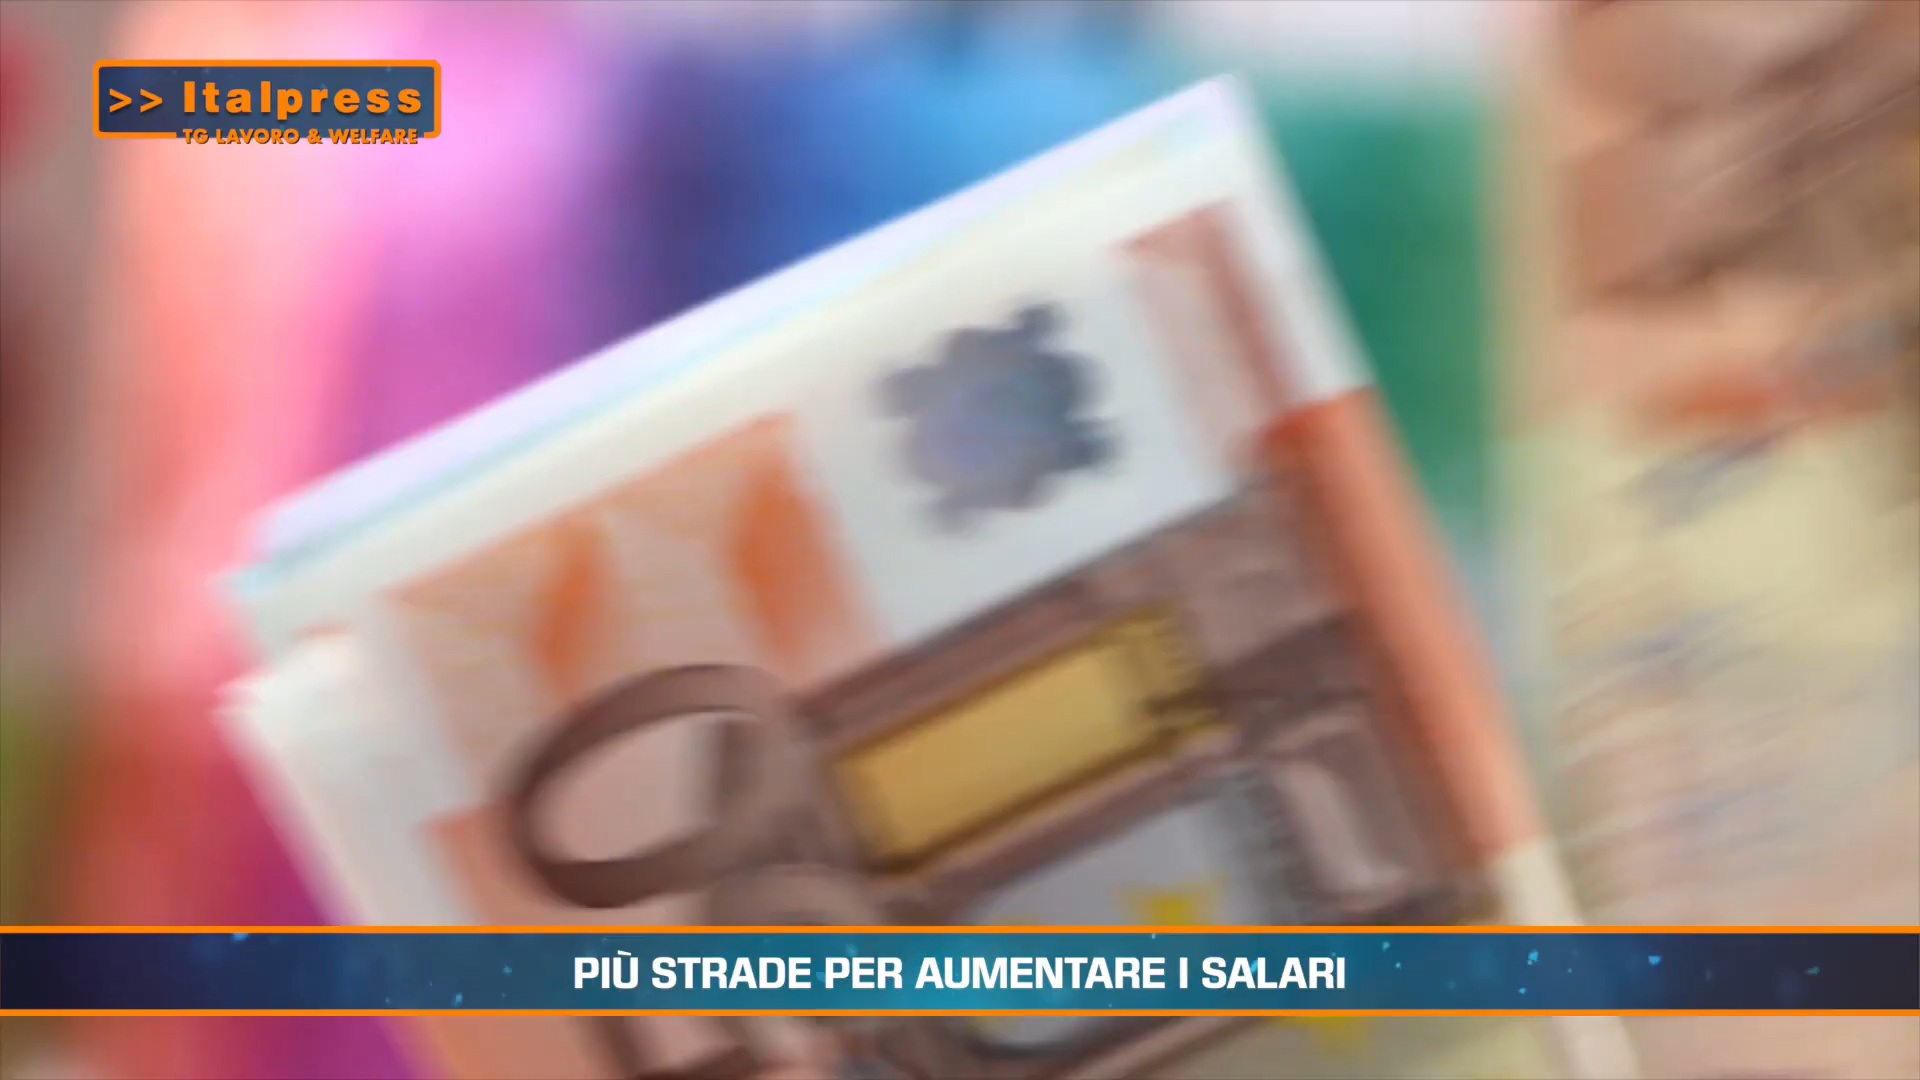 >> Italpress
TG LAVORO & WELFARE
PIÙ STRADE PER AUMENTARE I SALARI